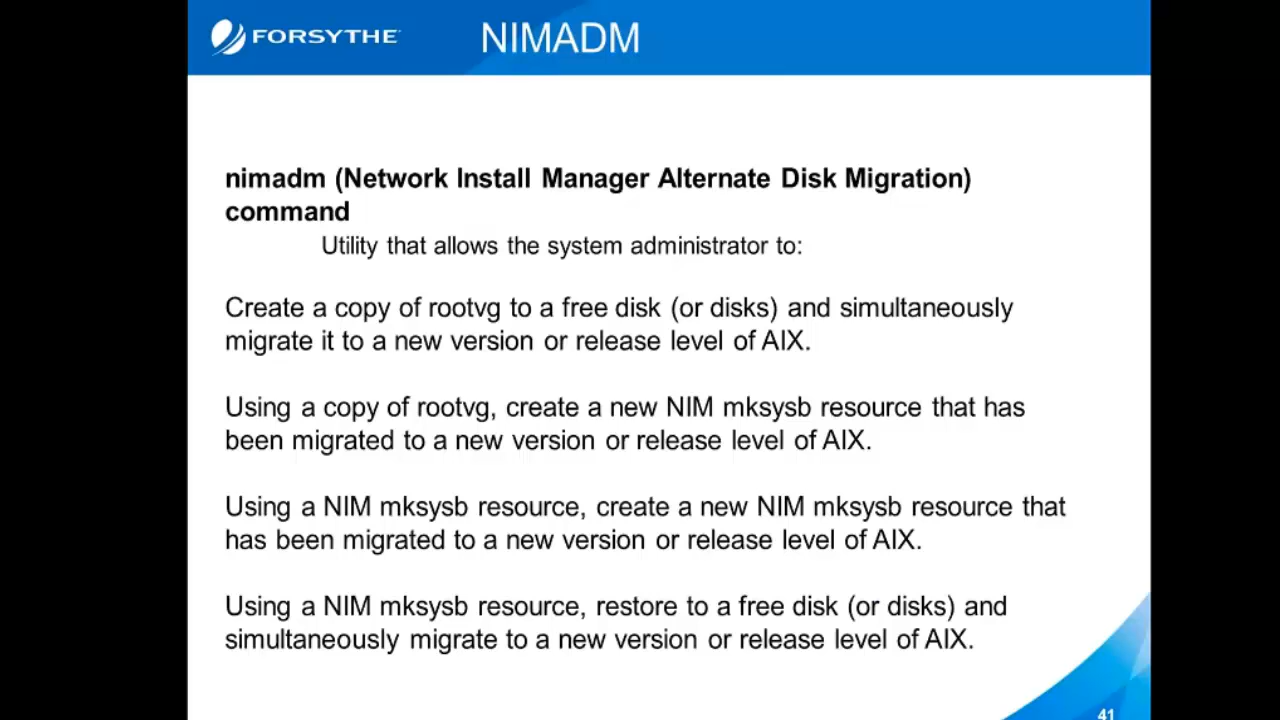 FORSYTHE
NIMADM
nimadm (Network Install Manager Alternate Disk Migration)
command
Utility that allows the system administrator to:
Create a copy of rootvg to a free disk (or disks) and simultaneously
migrate it to a new version or release level of AIX.
Using a copy of rootvg, create a new NIM mksysb resource that has
been migrated to a new version or release level of AIX.
Using a NIM mksysb resource, create a new NIM mksysb resource that
has been migrated to a new version or release level of AIX.
Using a NIM mksysb resource, restore to a free disk (or disks) and
simultaneously migrate to a new version or release level of AIX.
41